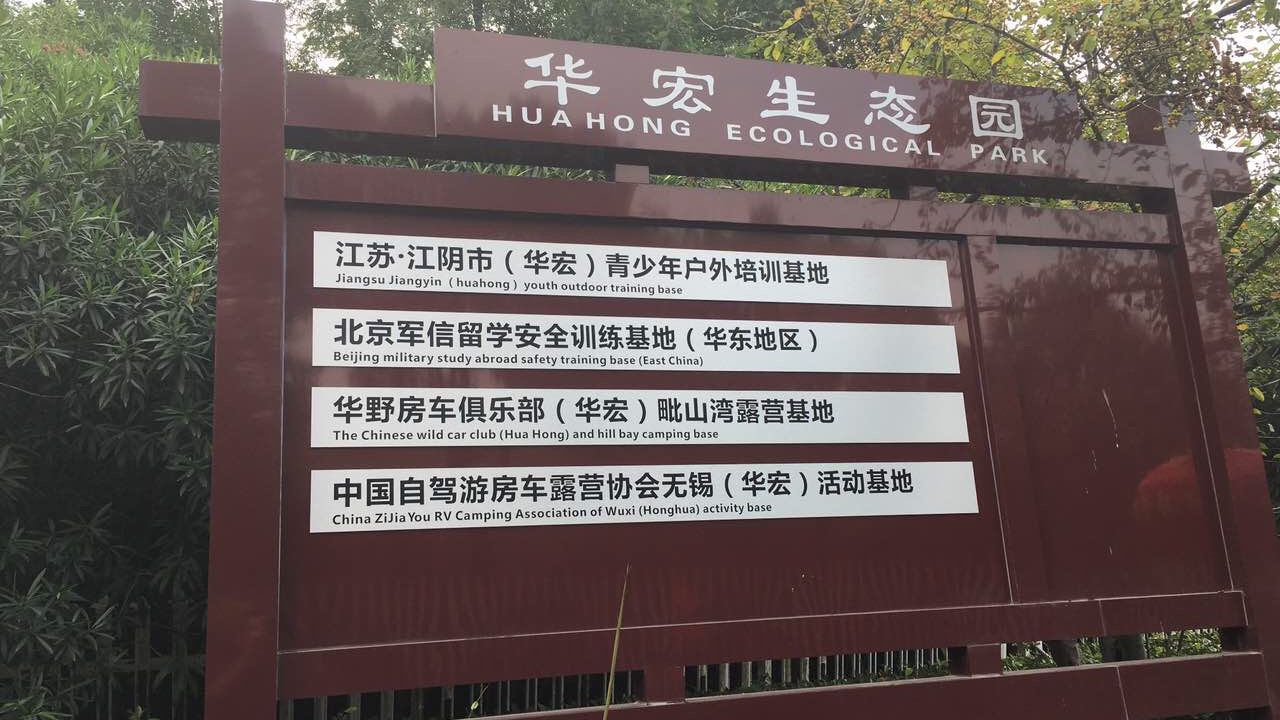 华宏生态园
HUA HONG ECOLOGICAL PARK
江苏·江阴市（华宏）青少年户外培训基地
Jiangsu Jiangyin（huahong）youth outdoor training base
北京军信留学安全训练基地（华东地区）
Beijing military study abroad safety training base (East China)
华野房车俱乐部（华宏）毗山湾露营基地
The Chinese wild car club (Hua Hong) and hill bay camping base
中国自驾游房车露营协会无锡（华宏）活动基地
China ZiJiaYou RV Camping Association of Wuxi (Honghua) activity base